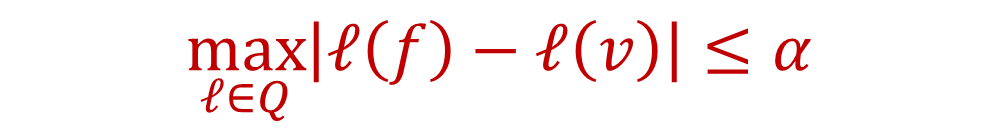 max|ℓ(f) − ℓ(v)| ≤ α
ℓ∈Q